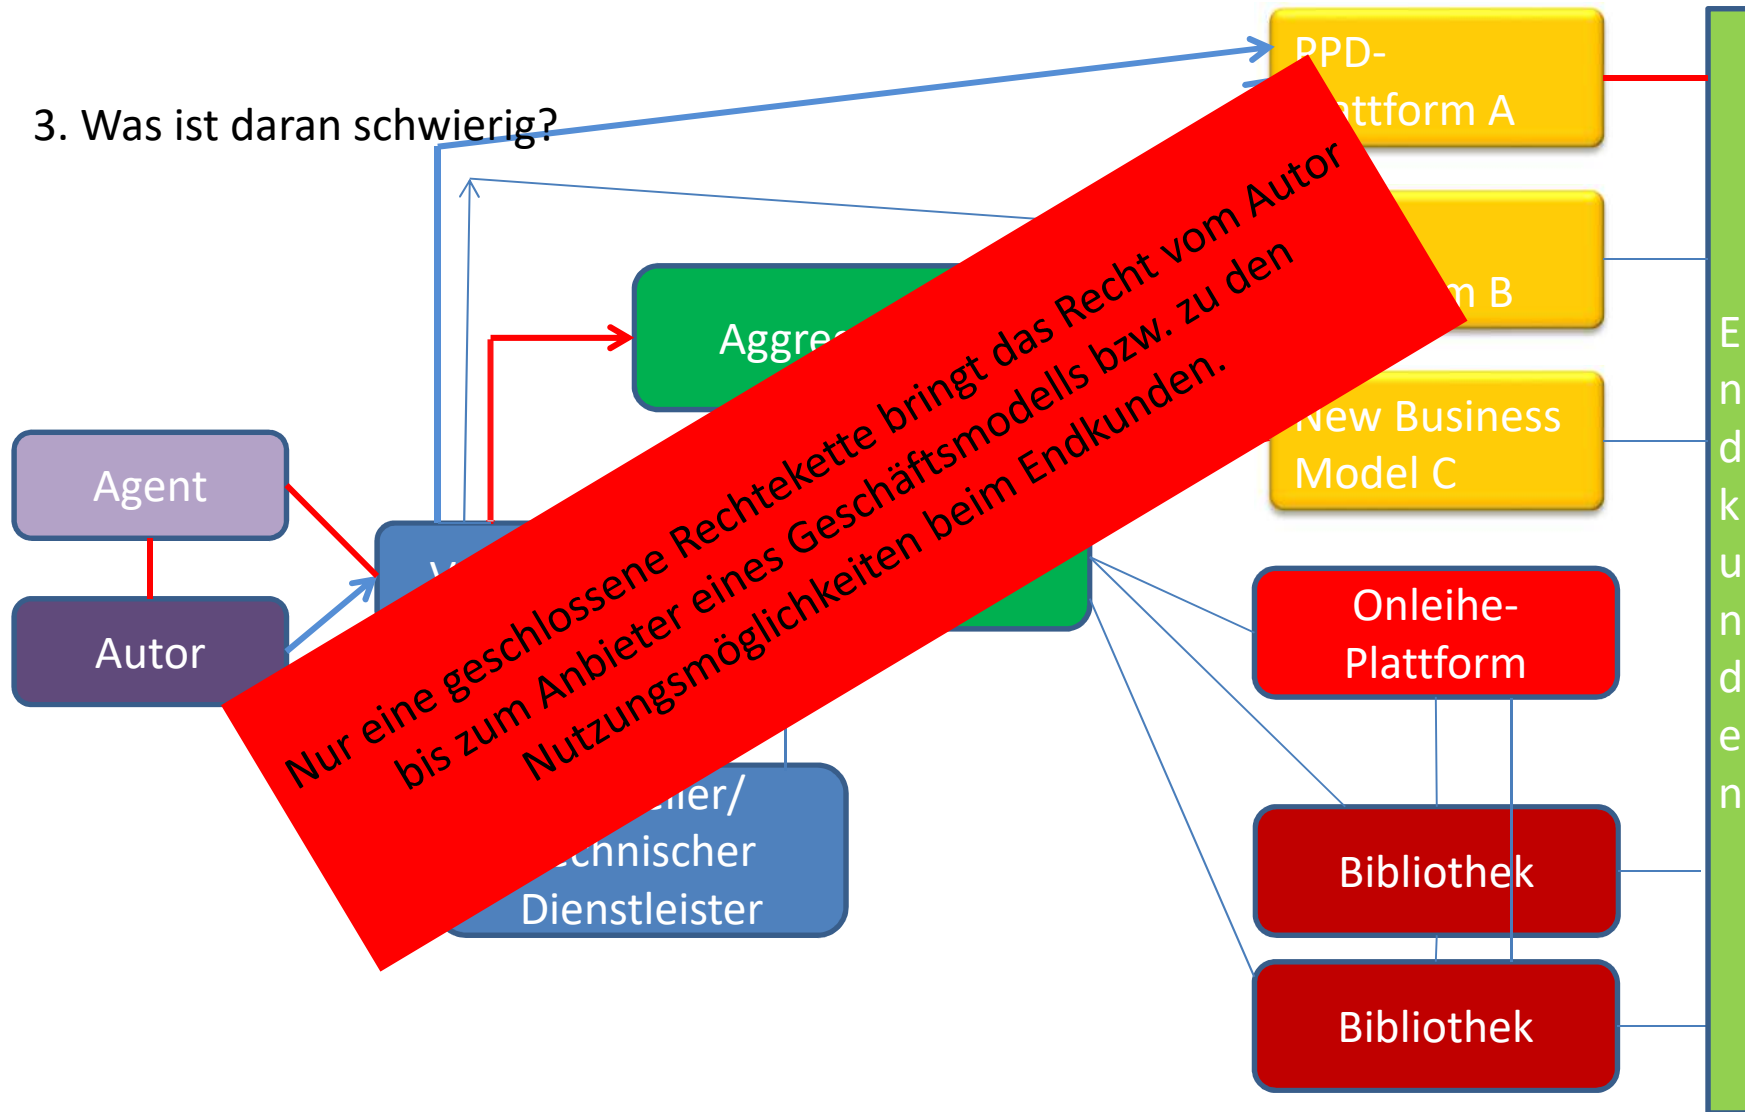 3. Was ist daran schwierig?
PPD-
attform A
B
New Business
Model C
Aggre
Agent
Autor
Nur eine geschlossene Rechtekette bringt das Recht vom Autor
bis zum Anbieter eines Geschäftsmodells bzw. zu den
Nutzungsmöglichkeiten beim Endkunden.
Onleihe-
Plattform
chnischer
Dienstleister
Bibliothek
Bibliothek
Endkunden